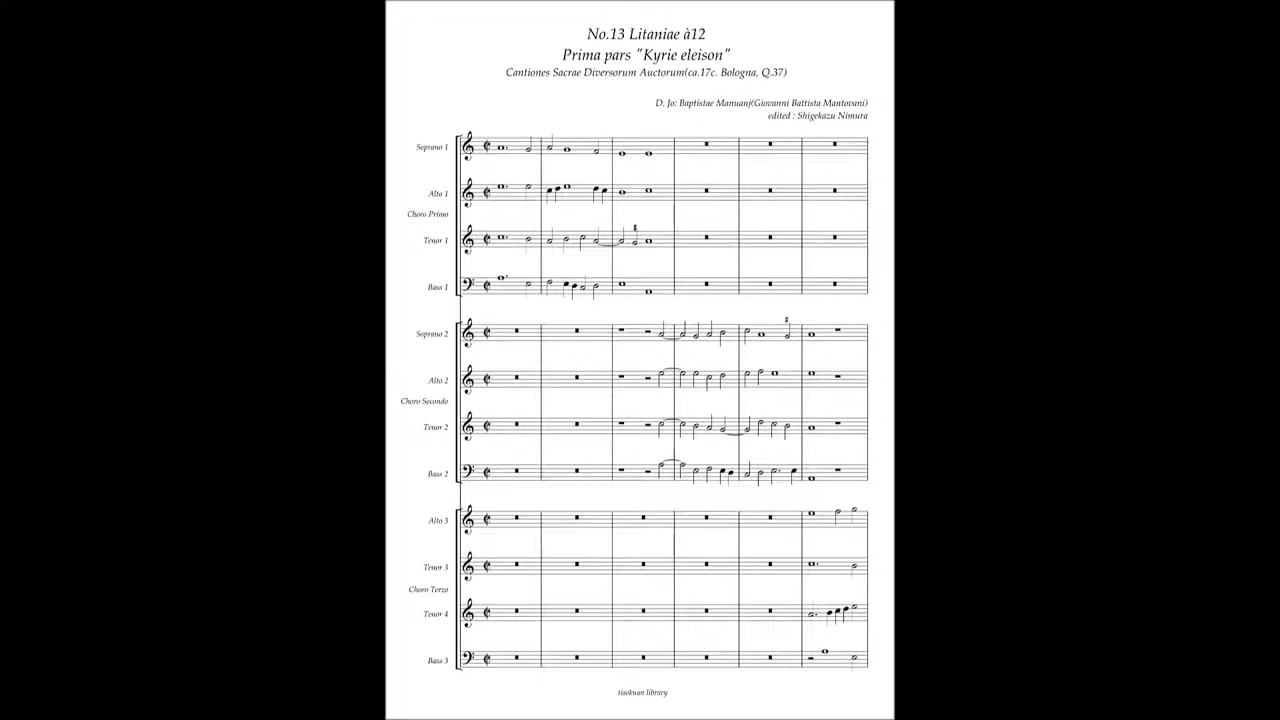 No.13 Litaniae à12
Prima pars "Kyrie eleison"
Cantiones Sacrae Diversorum Auctorum(ca.17c. Bologna, Q.37)
D. Jo: Baptistae Manuanj(Giovanni Battista Mantovani)
edited : Shigekazu Nimura
Soprano 1
Alto 1
Choro Primo
Tenor 1
Bass 1
Soprano 2
Alto 2
Choro Secondo
Tenor 2
Bass 2
Alto 3
Tenor 3
Choro Terzo
Tenor 4
Bass 3
tisokuan library